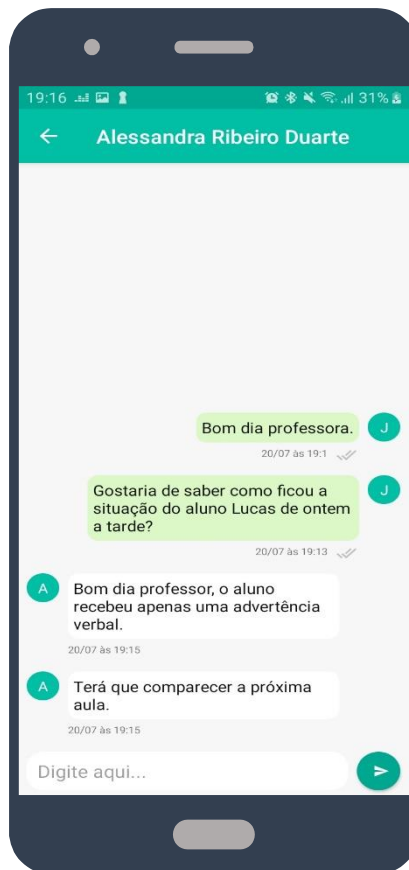 19:16 31%
Alessandra Ribeiro Duarte
Bom dia professora.
J
20/07 às 19:1
Gostaria de saber como ficou a
situação do aluno Lucas de ontem
a tarde?
J
20/07 às 19:13
A
Bom dia professor, o aluno
recebeu apenas uma advertência
verbal.
20/07 às 19:15
A
Terá que comparecer a próxima
aula.
20/07 às 19:15
Digite aqui...